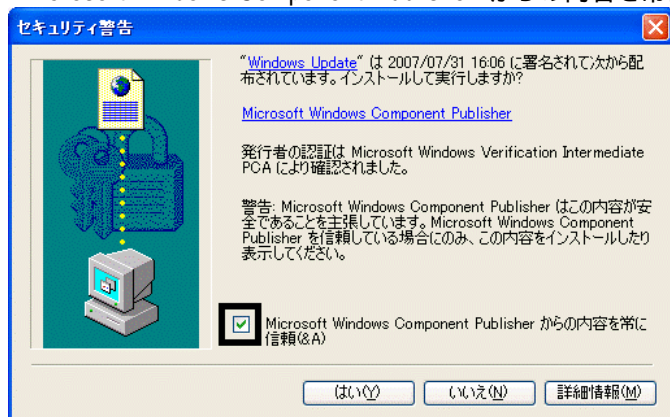 セキュリティ警告
"Windows Update" は 2007/07/31 16:06 に署名されて次から配
布されています。インストールして実行しますか?
Microsoft Windows Component Publisher
発行者の認証は Microsoft Windows Verification Intermediate
PCA により確認されました。
警告: Microsoft Windows Component Publisher はこの内容が安
全であることを主張しています。Microsoft Windows Component
Publisher を信頼している場合にのみ、この内容をインストールしたり
表示してください。
Microsoft Windows Component Publisher からの内容を常に
信頼(&A)
はい(Y) いいえ(N) 詳細情報(M)